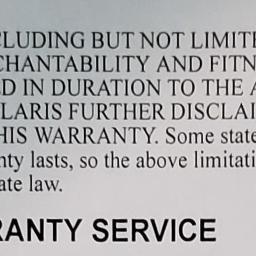 CLUDING BUT NOT LIMITE
CHANTABILITY AND FITN
D IN DURATION TO THE A
LARIS FURTHER DISCLAI
HIS WARRANTY. Some state
nty lasts, so the above limitati
ate law.
RANTY SERVICE